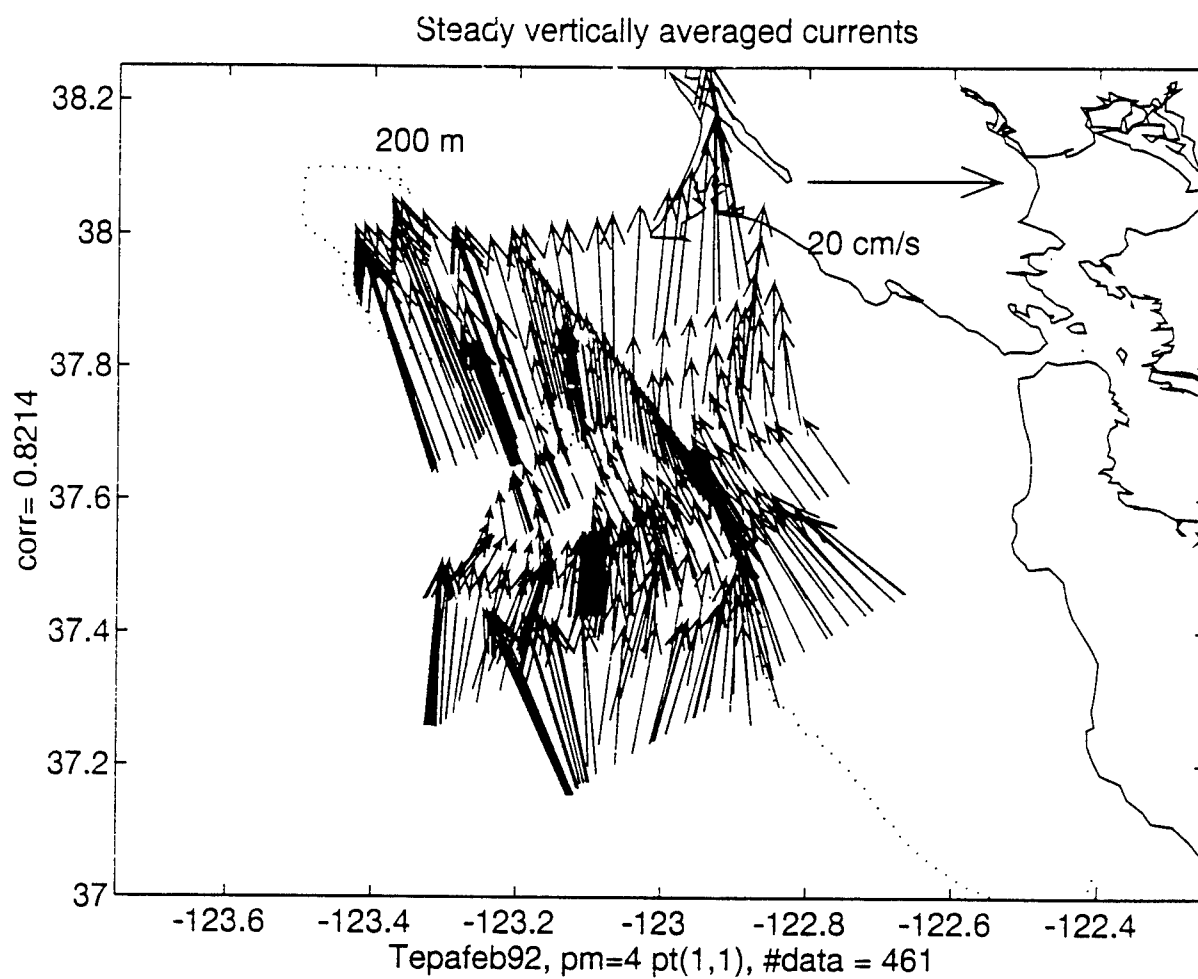 Steady vertically averaged currents
38.2
200 m
38
20 cm/s
37.8
37.6
37.4
37.2
37
corr= 0.8214
-123.6
-123.4
-123.2
-123
-122.8
-122.6
-122.4
Tepafeb92, pm=4 pt(1,1), #data = 461